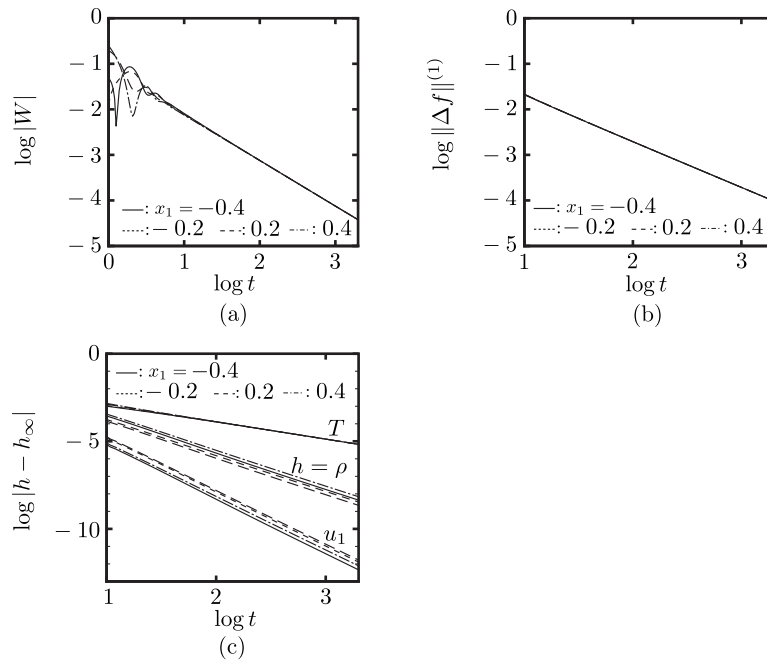 0
−1
−2
−3
−4
−5
log |W|
—: x₁ = −0.4
-----: − 0.2 – – –: 0.2 –·–: 0.4
0 1 2 3
log t
(a)
0
−1
−2
−3
−4
−5
log ‖Δf‖⁽¹⁾
—: x₁ = −0.4
-----: − 0.2 – – –: 0.2 –·–: 0.4
1 2 3
log t
(b)
0
−5
−10
log |h − h∞|
—: x₁ = −0.4
-----: − 0.2 – – –: 0.2 –·–: 0.4
T
h = ρ
u₁
1 2 3
log t
(c)